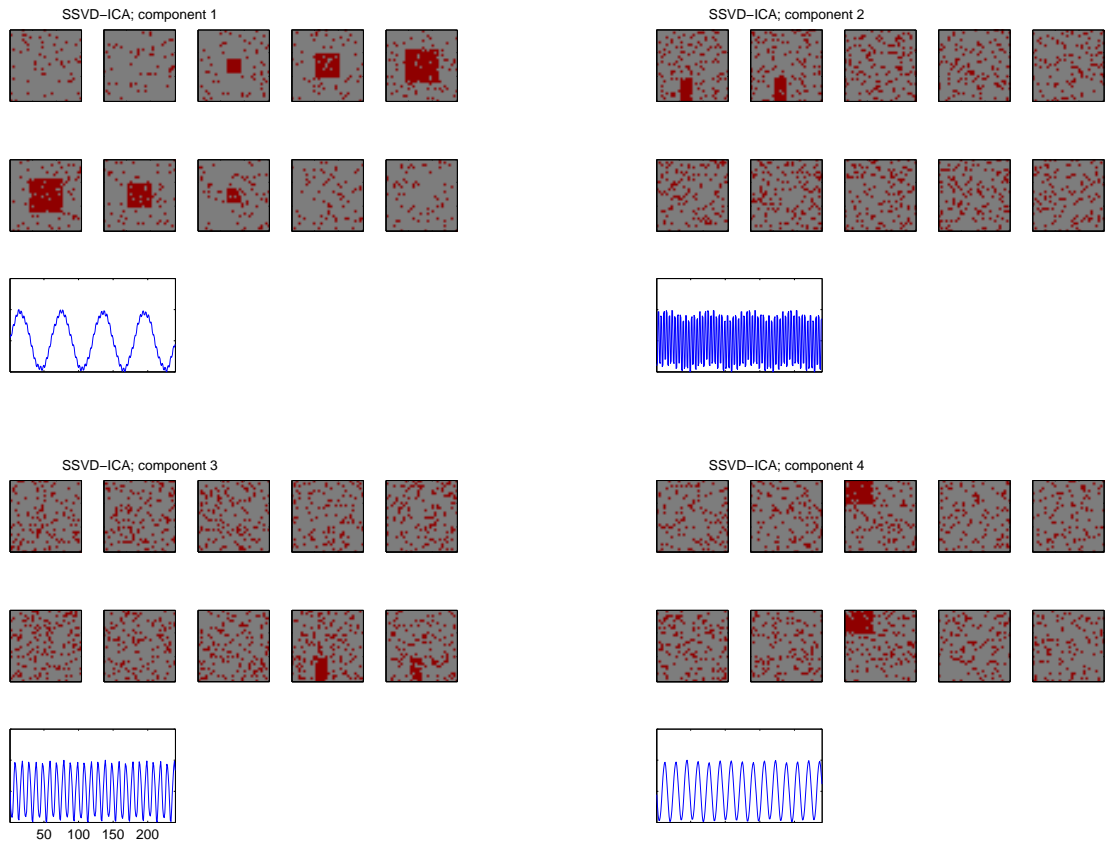 SSVD−ICA; component 1
SSVD−ICA; component 2
SSVD−ICA; component 3
SSVD−ICA; component 4
50 100 150 200